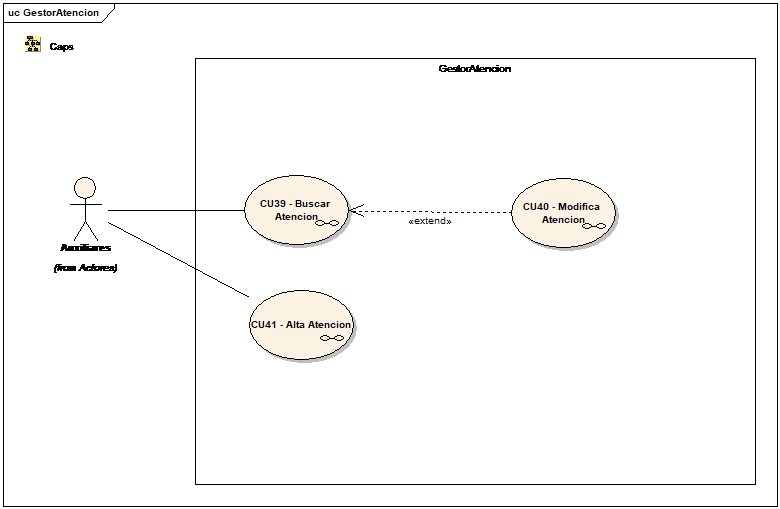 uc GestorAtencion
Caps
GestorAtencion
CU39 - Buscar
Atencion
CU40 - Modifica
Atencion
«extend»
Auxiliares
(from Actores)
CU41 - Alta Atencion